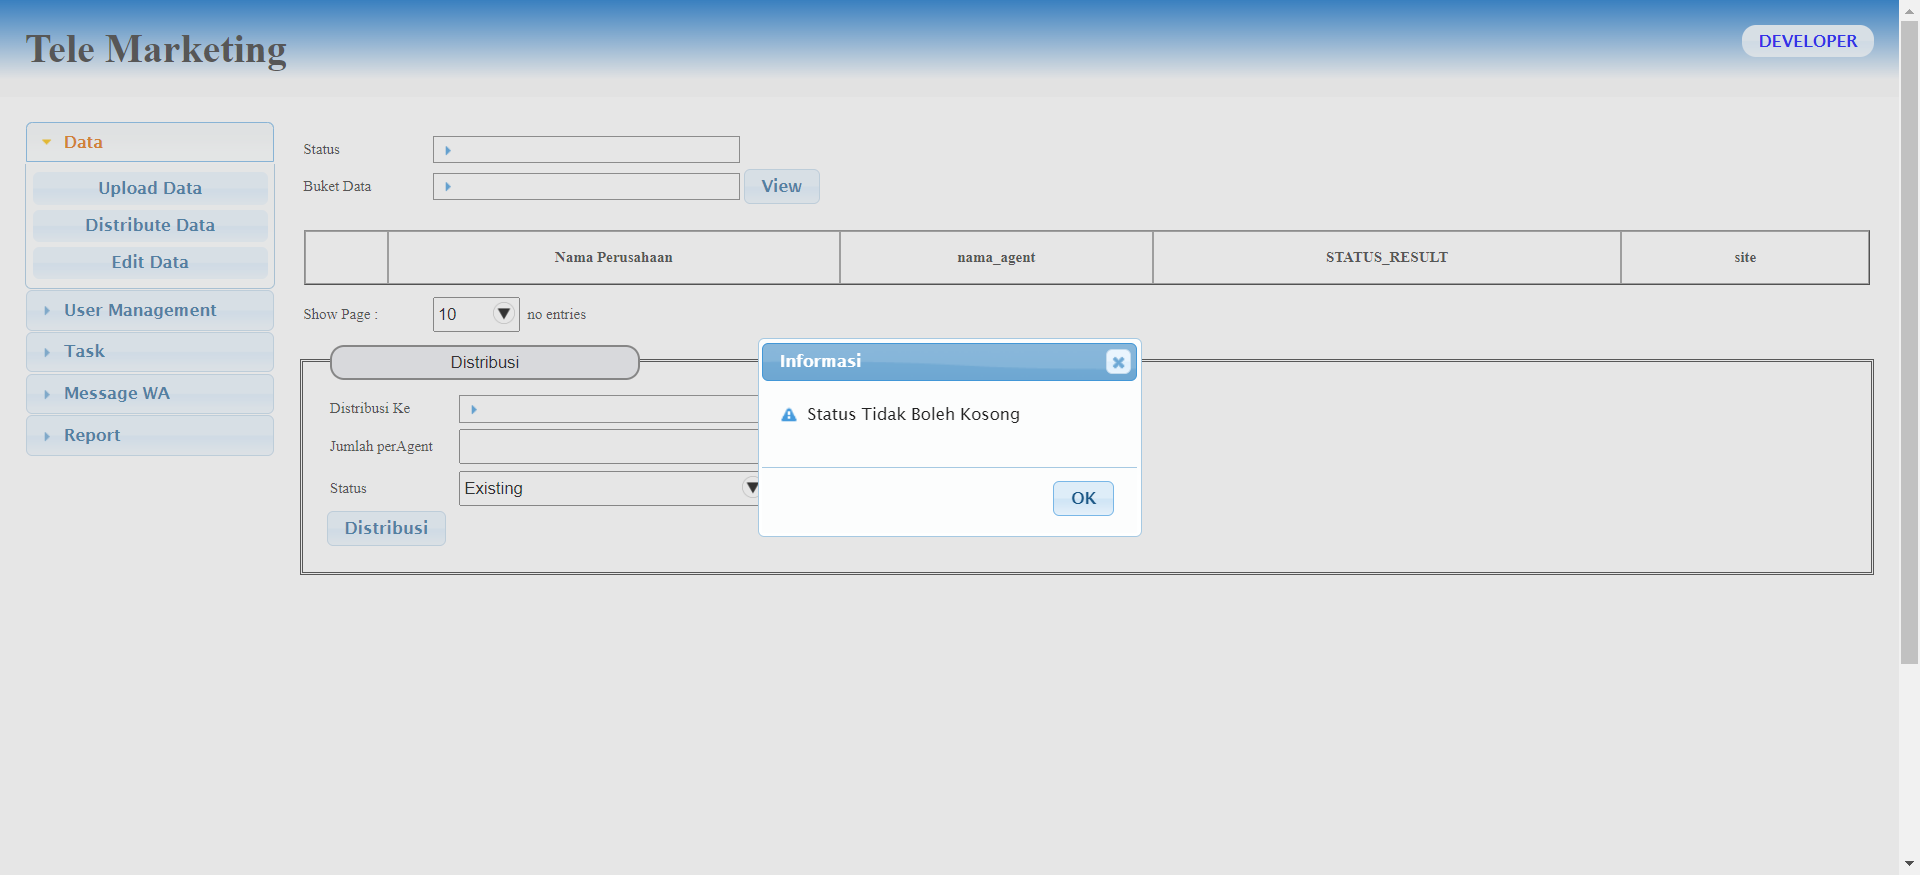 Tele Marketing
DEVELOPER
Data
Upload Data
Distribute Data
Edit Data
User Management
Task
Message WA
Report
Status
Buket Data
View
Nama Perusahaan nama_agent STATUS_RESULT site
Show Page : 10 no entries
Distribusi
Distribusi Ke
Jumlah perAgent
Status Existing
Distribusi
Informasi
Status Tidak Boleh Kosong
OK